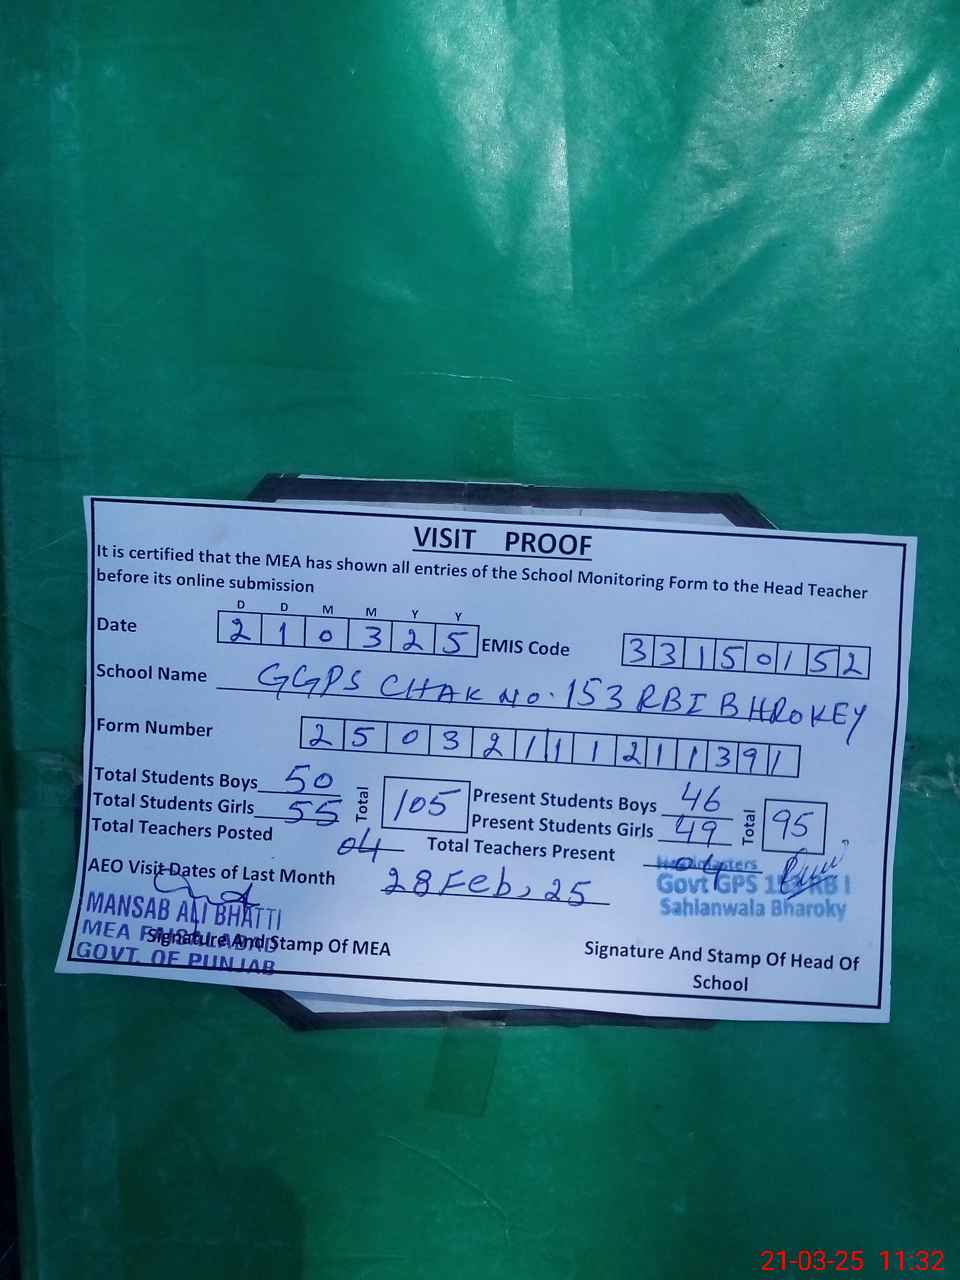 VISIT PROOF
It is certified that the MEA has shown all entries of the School Monitoring Form to the Head Teacher
before its online submission
D D M M Y Y
Date 2 1 0 3 2 5 EMIS Code 3 3 1 5 0 1 5 2
School Name GGPS CHAK NO. 153 RBI BHROKEY
Form Number 2 5 0 3 2 1 1 1 2 1 1 3 9 1
Total Students Boys 50 Total 105 Present Students Boys 46 Total 95
Total Students Girls 55 Present Students Girls 49
Total Teachers Posted 04 Total Teachers Present 04
AEO Visit Dates of Last Month 28 Feb, 25
Headmasters
Govt GPS 153 RB I
Sahianwala Bharoky
MANSAB ALI BHATTI
MEA FAISALABAD
GOVT. OF PUNJAB
Signature And Stamp Of MEA
Signature And Stamp Of Head Of
School
21-03-25 11:32